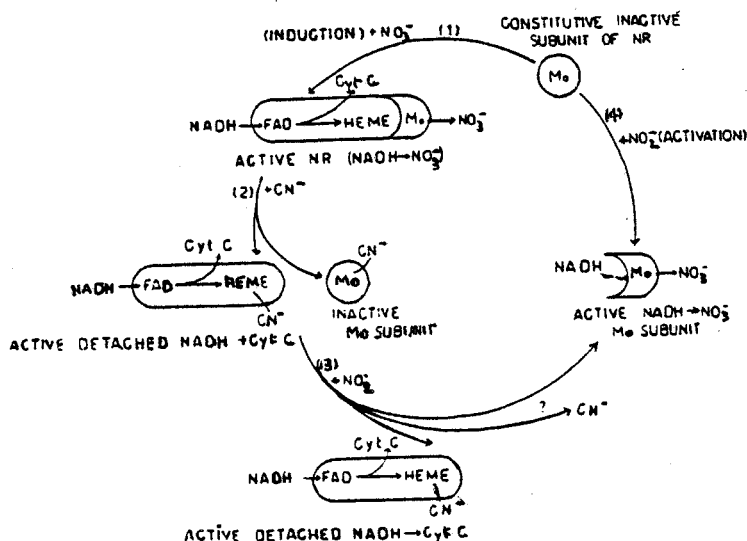 (INDUCTION) + NO₃⁻ (1)
CONSTITUTIVE INACTIVE
SUBUNIT OF NR
Mo
Cyt C
NADH FAD HEME Mo NO₃⁻
ACTIVE NR (NADH→NO₃⁻)
(4)
+NO₂⁻(ACTIVATION)
(2) +CN⁻
Cyt C
NADH FAD HEME
CN⁻
CN⁻
Mo
INACTIVE
Mo SUBUNIT
ACTIVE DETACHED NADH →Cyt C
NADH Mo NO₃⁻
ACTIVE NADH→NO₃⁻
Mo SUBUNIT
(3)
+NO₂⁻
? CN⁻
Cyt C
NADH FAD HEME
CN⁻
ACTIVE DETACHED NADH→Cyt C